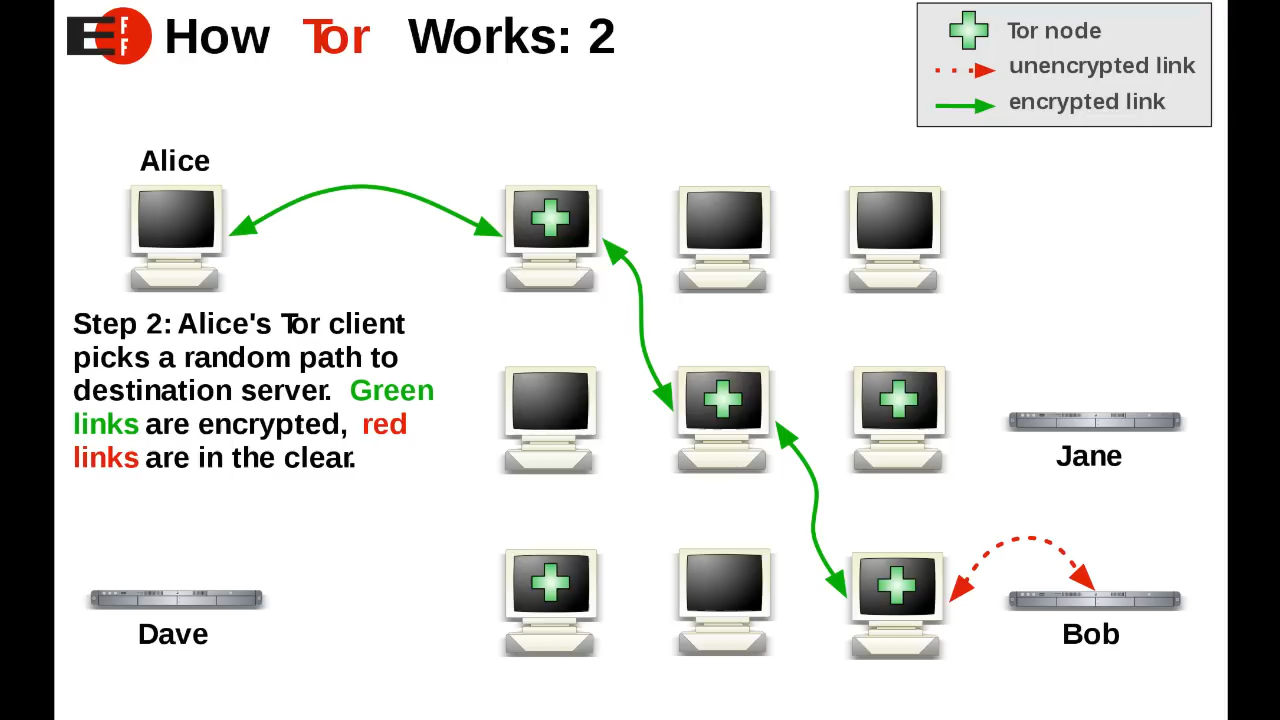 EFF How Tor Works: 2
Tor node
unencrypted link
encrypted link
Alice
Step 2: Alice's Tor client
picks a random path to
destination server. Green
links are encrypted, red
links are in the clear.
Jane
Dave
Bob